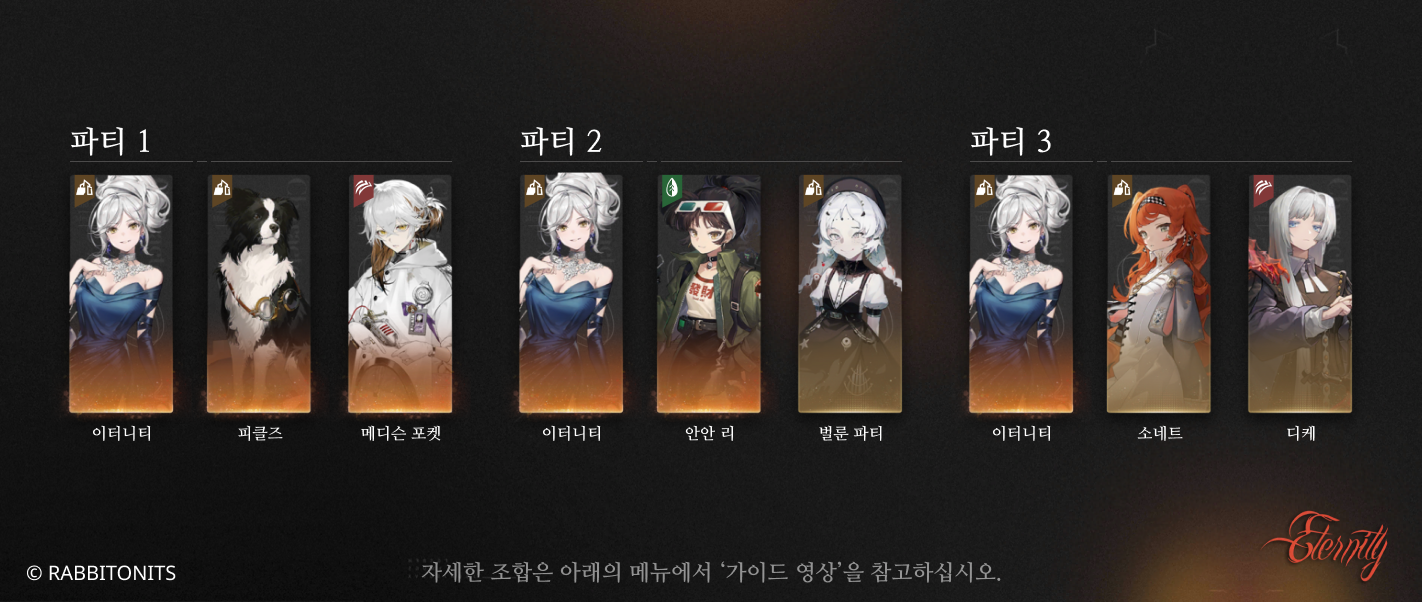 파티 1
이터니티
피클즈
메디슨 포켓
파티 2
發財
이터니티
안안 리
벌룬 파티
파티 3
이터니티
소네트
디케
Eternity
© RABBITONITS
자세한 조합은 아래의 메뉴에서 ‘가이드 영상’을 참고하십시오.